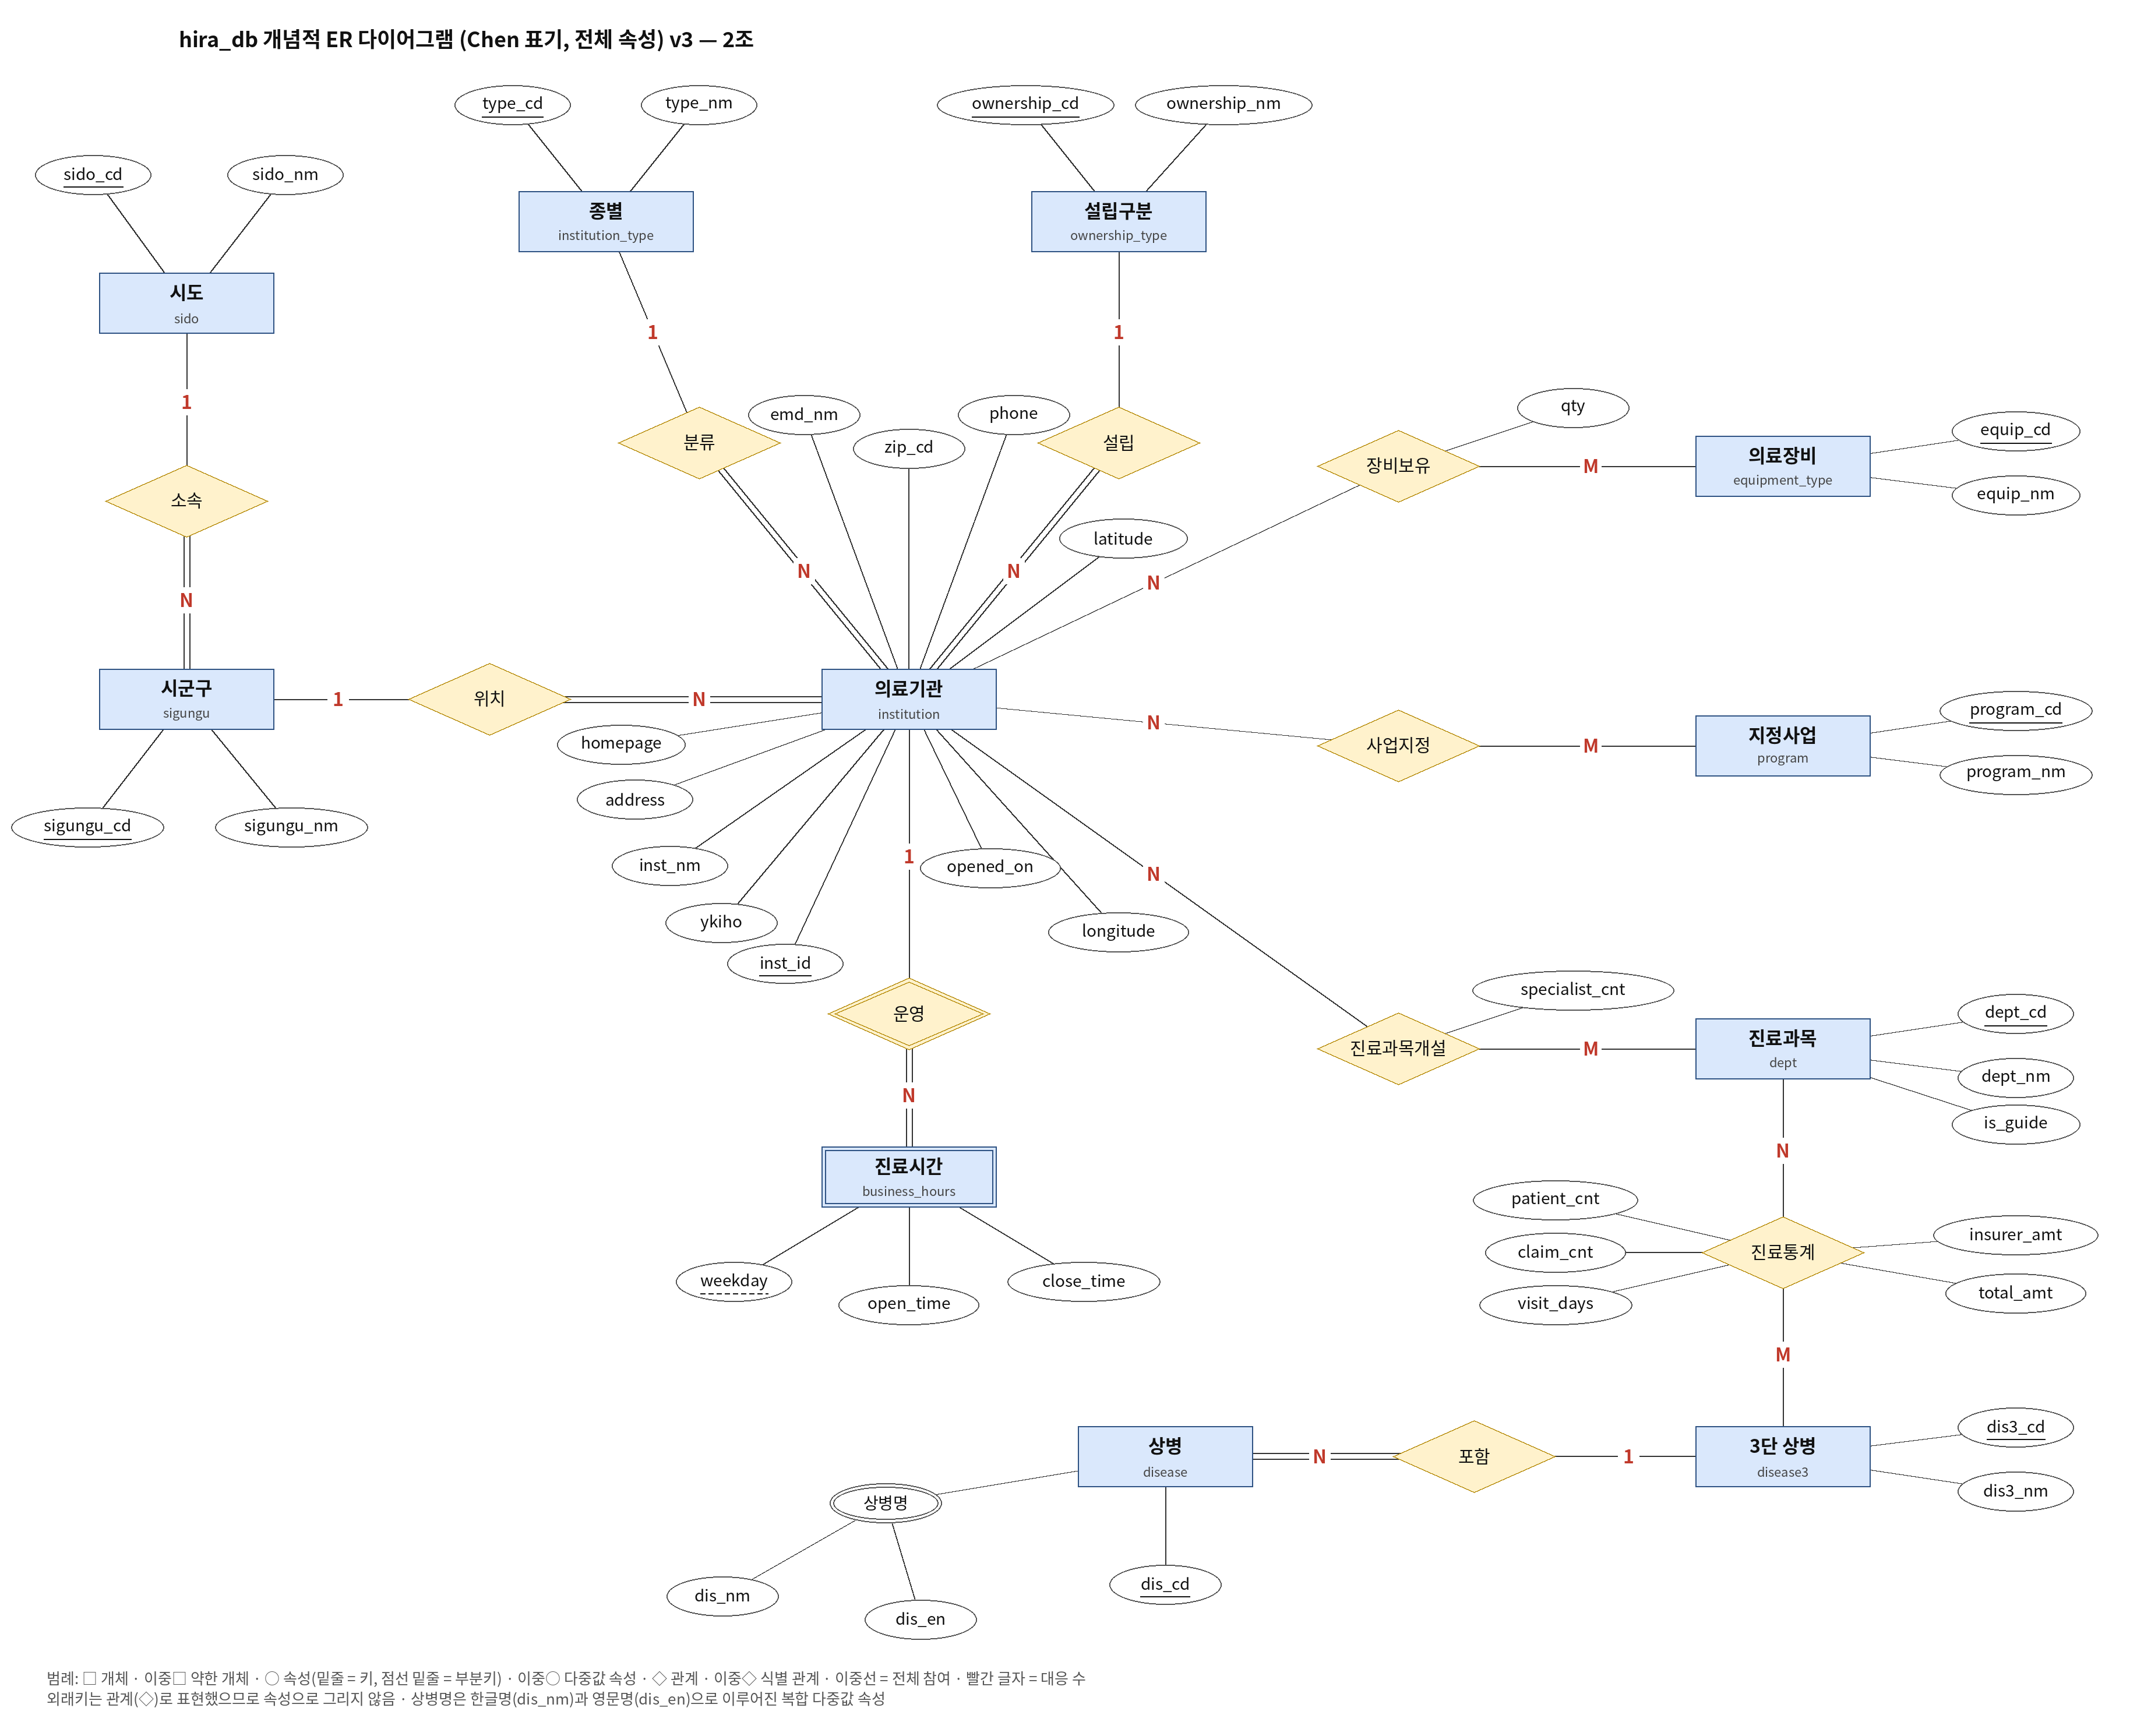 hira_db 개념적 ER 다이어그램 (Chen 표기, 전체 속성) v3 — 2조
type_cd
type_nm
ownership_cd
ownership_nm
sido_cd
sido_nm
종별
institution_type
설립구분
ownership_type
시도
sido
1
1
1
qty
emd_nm
phone
zip_cd
equip_cd
분류
설립
장비보유
M
의료장비
equipment_type
equip_nm
소속
latitude
N
N
N
N
시군구
sigungu
1
위치
N
의료기관
institution
N
사업지정
M
지정사업
program
program_cd
program_nm
homepage
address
sigungu_cd
sigungu_nm
inst_nm
1
opened_on
N
ykiho
longitude
inst_id
specialist_cnt
운영
dept_cd
진료과목개설
M
진료과목
dept
dept_nm
is_guide
N
N
진료시간
business_hours
patient_cnt
claim_cnt
visit_days
진료통계
insurer_amt
total_amt
weekday
open_time
close_time
M
상병
disease
N
포함
1
3단 상병
disease3
dis3_cd
dis3_nm
상병명
dis_nm
dis_en
dis_cd
범례: □ 개체 · 이중□ 약한 개체 · ○ 속성(밑줄 = 키, 점선 밑줄 = 부분키) · 이중○ 다중값 속성 · ◇ 관계 · 이중◇ 식별 관계 · 이중선 = 전체 참여 · 빨간 글자 = 대응 수
외래키는 관계(◇)로 표현했으므로 속성으로 그리지 않음 · 상병명은 한글명(dis_nm)과 영문명(dis_en)으로 이루어진 복합 다중값 속성